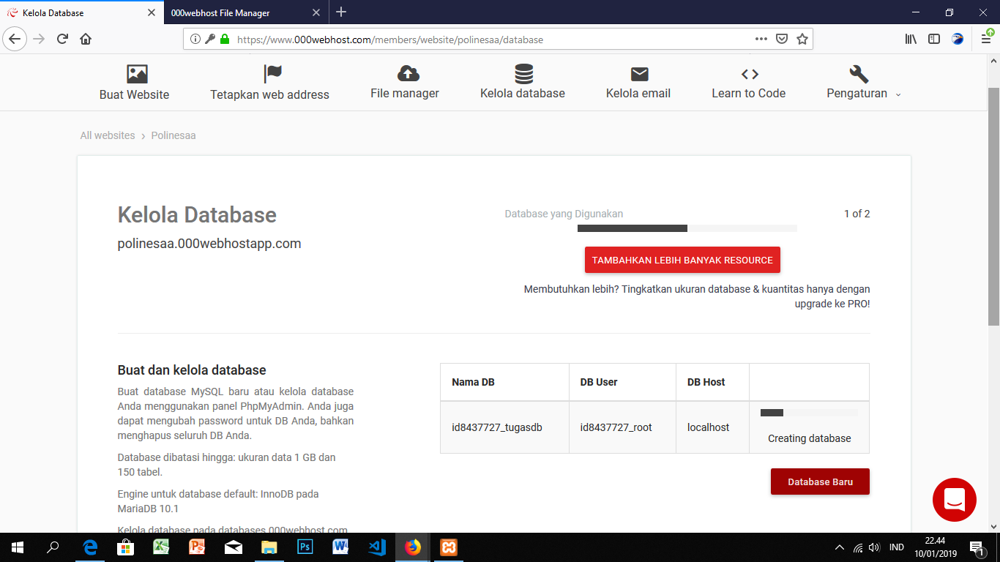 Kelola Database
000webhost File Manager
https://www.000webhost.com/members/website/polinesaa/database
Buat Website
Tetapkan web address
File manager
Kelola database
Kelola email
Learn to Code
Pengaturan
All websites › Polinesaa
Kelola Database
polinesaa.000webhostapp.com
Database yang Digunakan
1 of 2
TAMBAHKAN LEBIH BANYAK RESOURCE
Membutuhkan lebih? Tingkatkan ukuran database & kuantitas hanya dengan
upgrade ke PRO!
Buat dan kelola database
Buat database MySQL baru atau kelola database
Anda menggunakan panel PhpMyAdmin. Anda juga
dapat mengubah password untuk DB Anda, bahkan
menghapus seluruh DB Anda.
Database dibatasi hingga: ukuran data 1 GB dan
150 tabel.
Engine untuk database default: InnoDB pada
MariaDB 10.1
Kelola database pada databases.000webhost.com
Nama DB
DB User
DB Host
id8437727_tugasdb
id8437727_root
localhost
Creating database
Database Baru
Ps
IND
22.44
10/01/2019
1